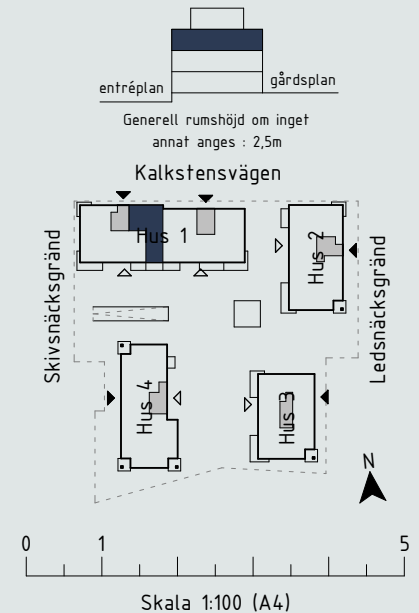 entréplan
gårdsplan
Generell rumshöjd om inget
annat anges : 2,5m
Kalkstensvägen
Hus 1
Hus 2
Skivsnäcksgränd
Ledsnäcksgränd
Hus 4
Hus 3
N
0 1 5
Skala 1:100 (A4)